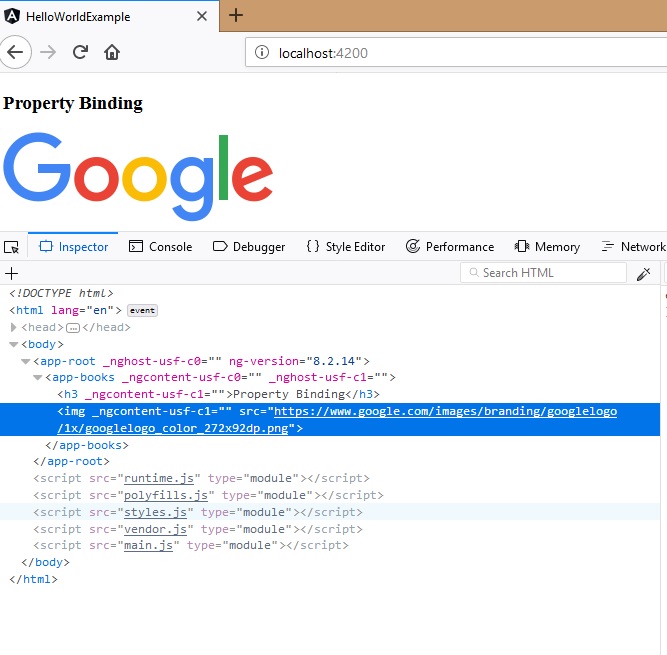 HelloWorldExample
localhost:4200
Property Binding
Google
Inspector Console Debugger {} Style Editor Performance Memory Network
Search HTML
<!DOCTYPE html>
<html lang="en"> event
<head>…</head>
<body>
<app-root _nghost-usf-c0="" ng-version="8.2.14">
<app-books _ngcontent-usf-c0="" _nghost-usf-c1="">
<h3 _ngcontent-usf-c1="">Property Binding</h3>
<img _ngcontent-usf-c1="" src="https://www.google.com/images/branding/googlelogo
/1x/googlelogo_color_272x92dp.png">
</app-books>
</app-root>
<script src="runtime.js" type="module"></script>
<script src="polyfills.js" type="module"></script>
<script src="styles.js" type="module"></script>
<script src="vendor.js" type="module"></script>
<script src="main.js" type="module"></script>
</body>
</html>